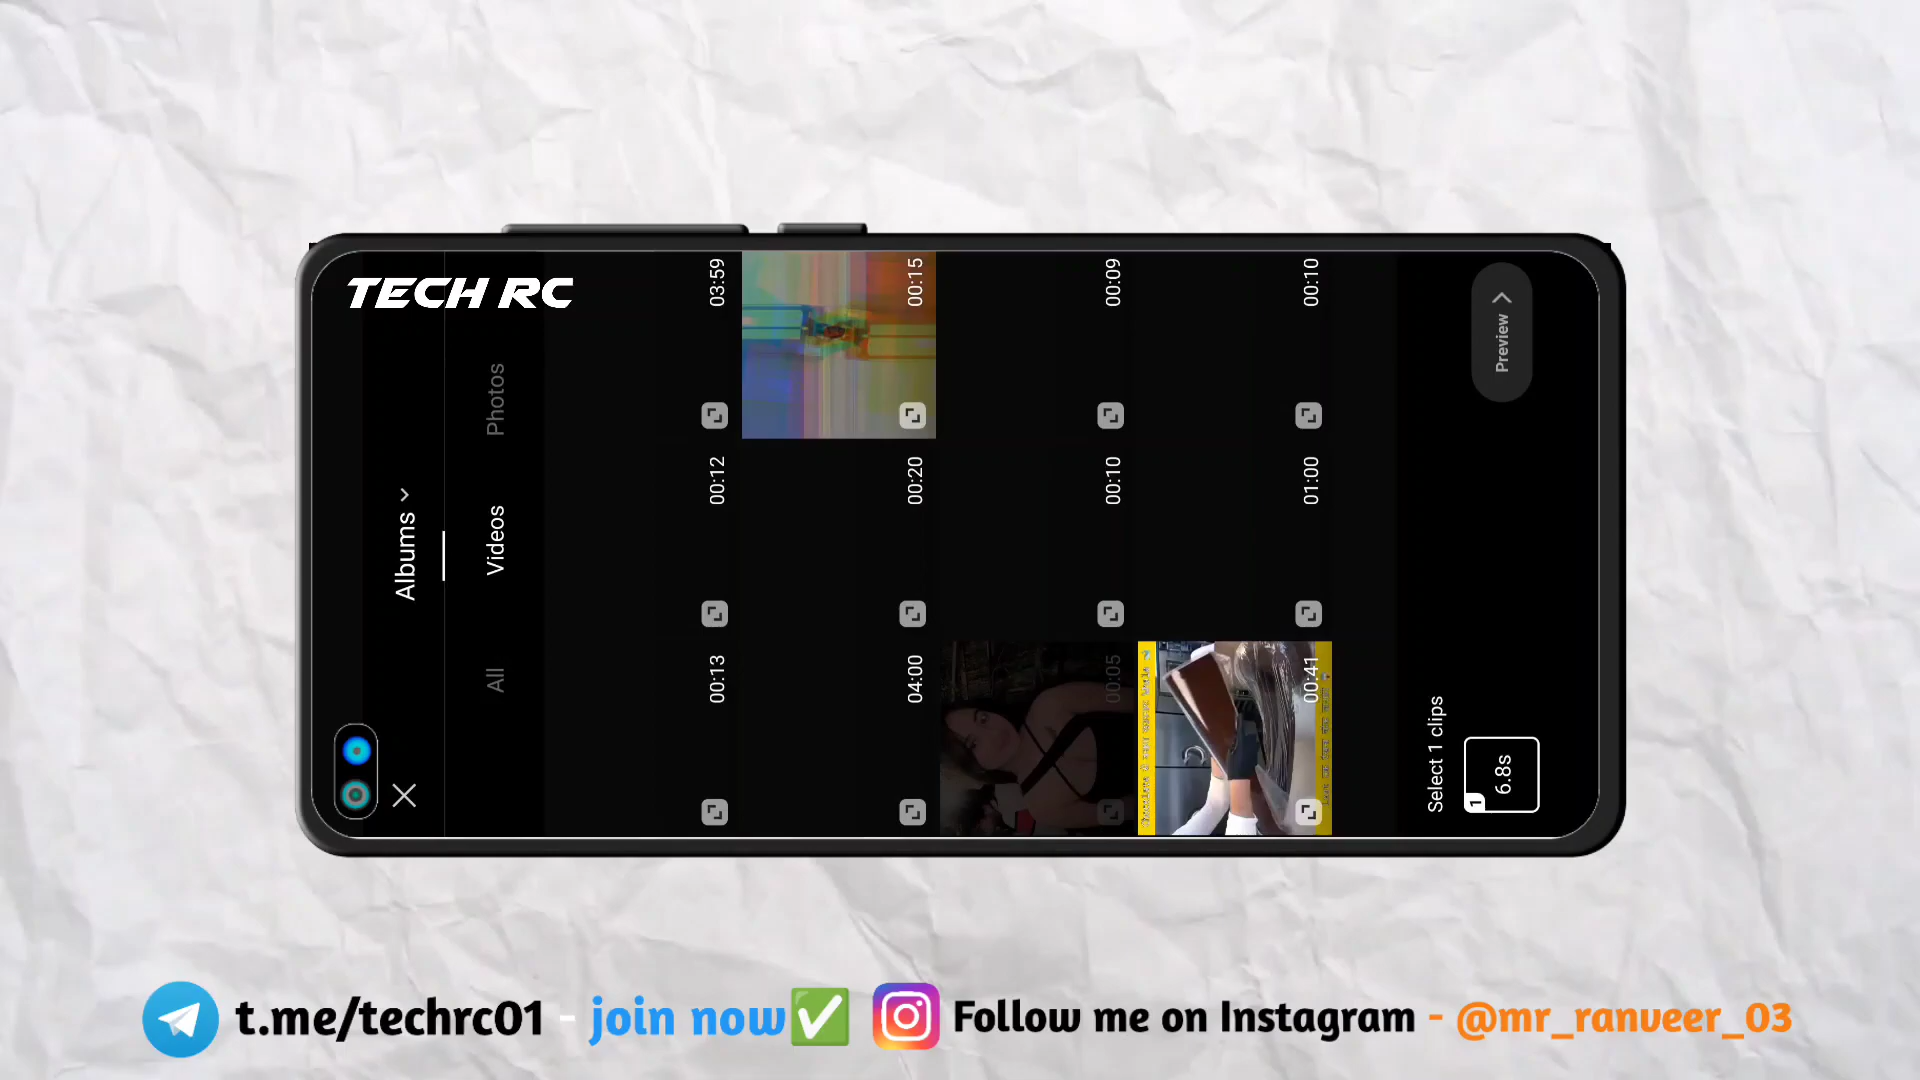 TECH RC
Albums
All
Videos
Photos
00:13
00:12
03:59
04:00
00:20
00:15
00:05
00:10
00:09
00:41
01:00
00:10
Select 1 clips
1
6.8s
Preview
t.me/techrc01 - join now
Follow me on Instagram - @mr_ranveer_03